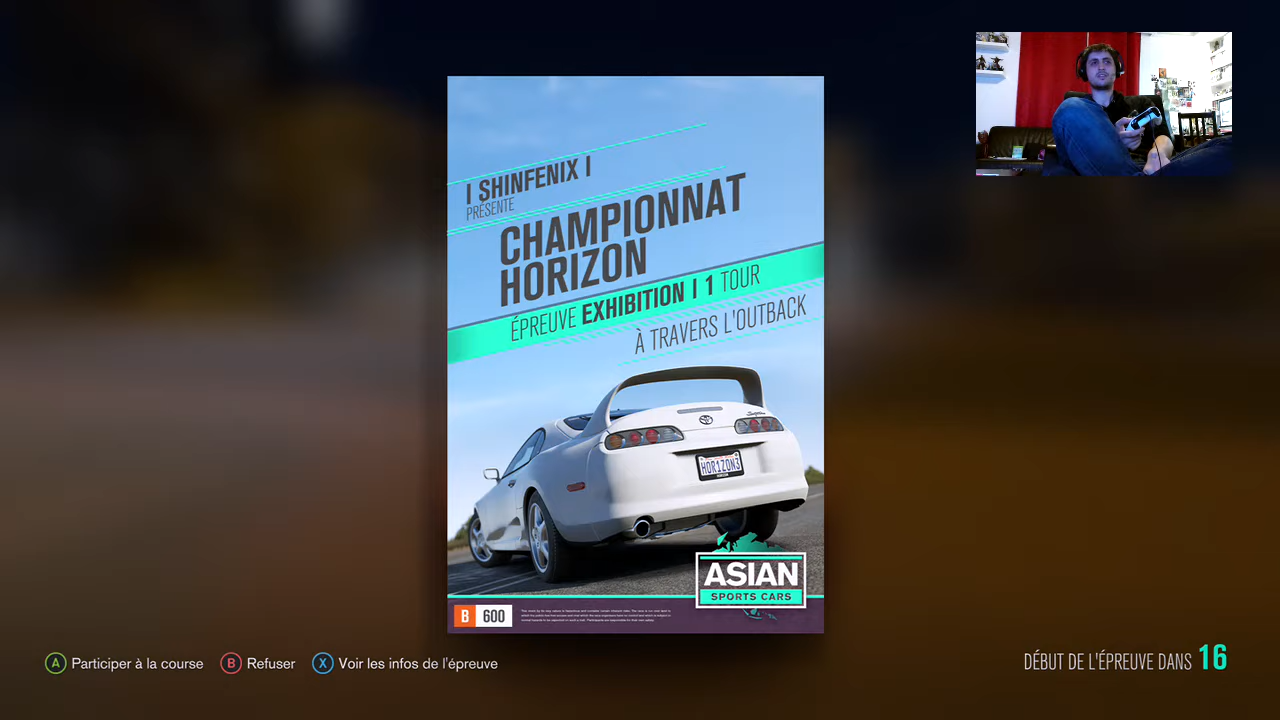 I SHINFENIX I
PRÉSENTE
CHAMPIONNAT
HORIZON
ÉPREUVE EXHIBITION I 1 TOUR
À TRAVERS L'OUTBACK
HOR1ZON3
ASIAN
SPORTS CARS
B 600
A Participer à la course B Refuser X Voir les infos de l'épreuve
DÉBUT DE L'ÉPREUVE DANS 16